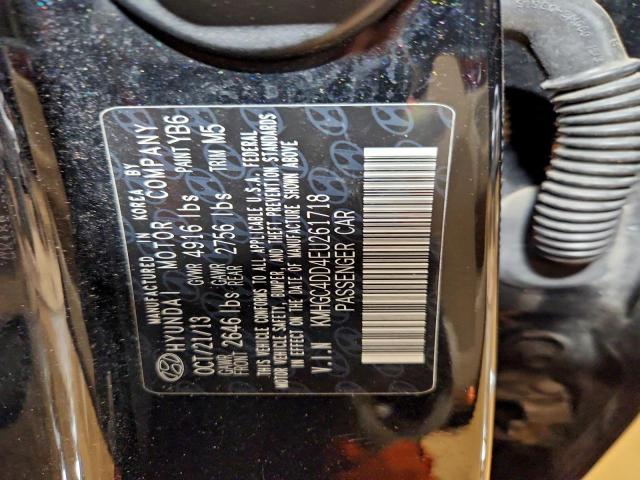 MANUFACTURED IN KOREA BY
HYUNDAI MOTOR COMPANY
OCT/21/13 GVWR 4916 lbs PAINT YB6
GAWR FRONT 2646 lbs GAWR REAR 2756 lbs TRIM M5
THIS VEHICLE CONFORMS TO ALL APPLICABLE U.S.A. FEDERAL
MOTOR VEHICLE SAFETY, BUMPER, AND THEFT PREVENTION STANDARDS
IN EFFECT ON THE DATE OF MANUFACTURE SHOWN ABOVE
V.I.N KMHGC4DD4EU261718
PASSENGER CAR